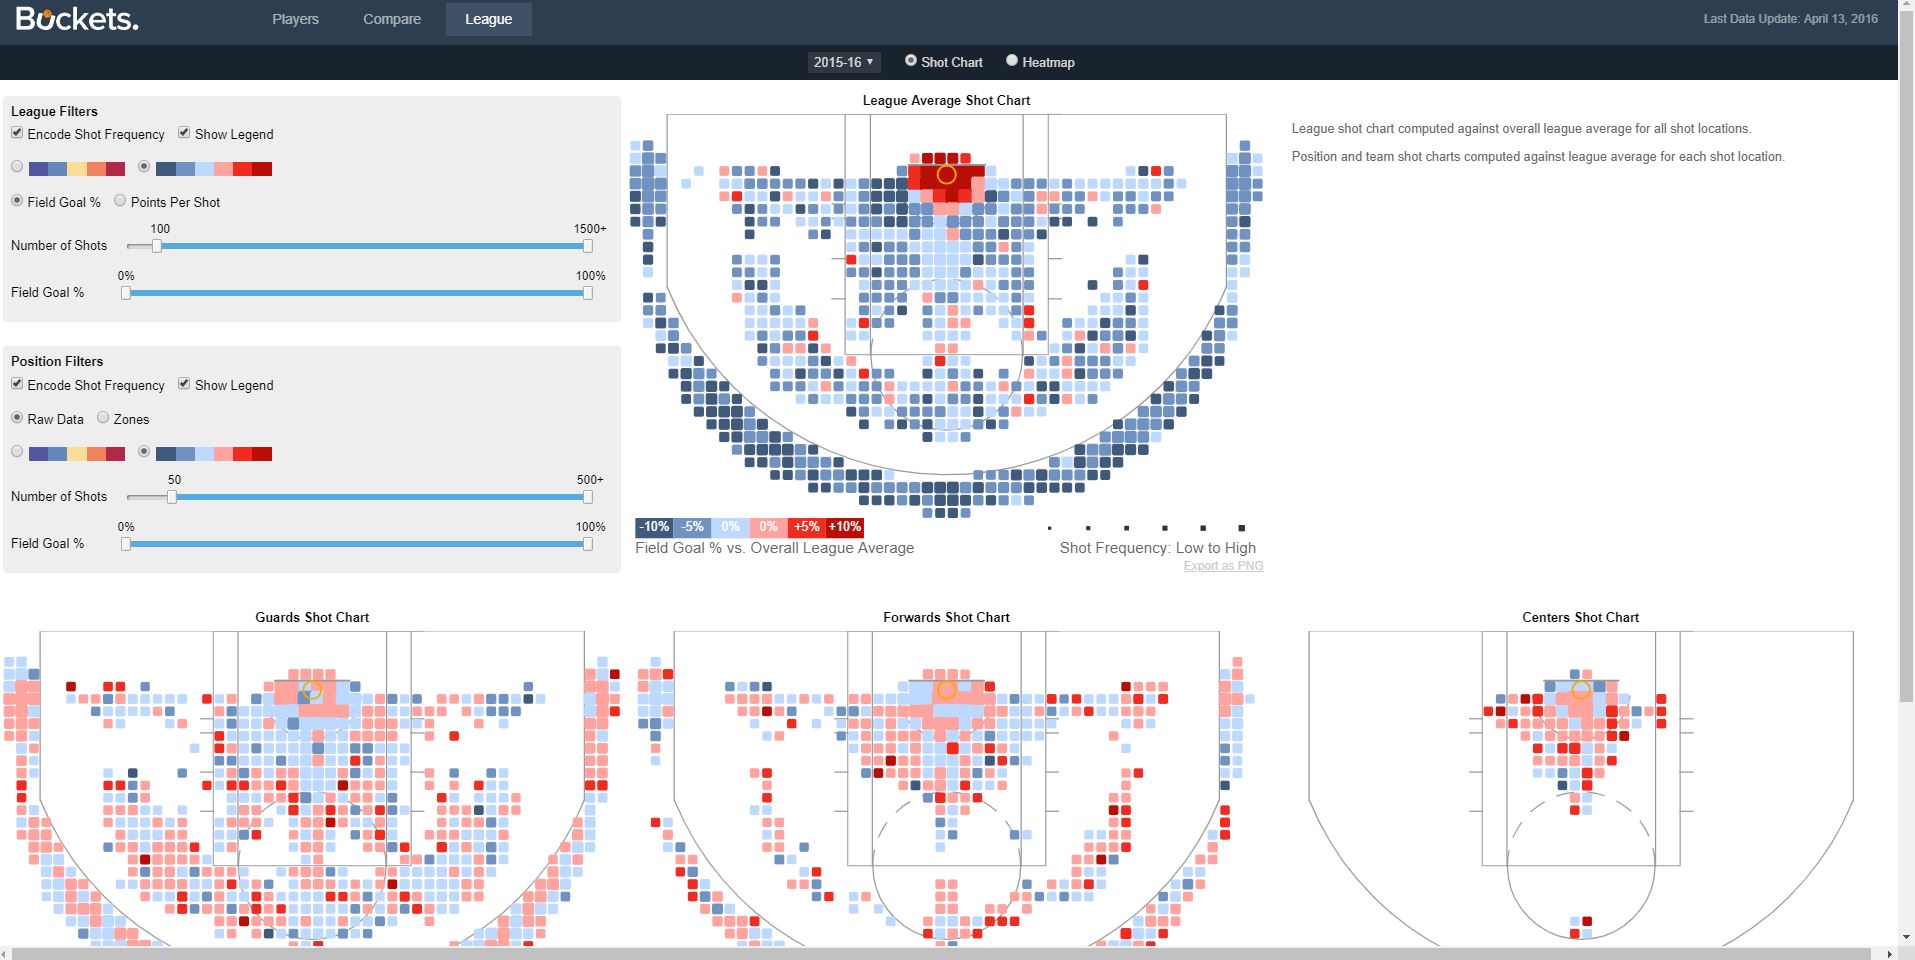 Buckets.
Players
Compare
League
Last Data Update: April 13, 2016
2015-16 ▼
Shot Chart
Heatmap
League Filters
Encode Shot Frequency
Show Legend
Field Goal %
Points Per Shot
100
1500+
Number of Shots
0%
100%
Field Goal %
Position Filters
Encode Shot Frequency
Show Legend
Raw Data
Zones
50
500+
Number of Shots
0%
100%
Field Goal %
League Average Shot Chart
-10% -5% 0% 0% +5% +10%
Field Goal % vs. Overall League Average
Shot Frequency: Low to High
Export as PNG
League shot chart computed against overall league average for all shot locations.
Position and team shot charts computed against league average for each shot location.
Guards Shot Chart
Forwards Shot Chart
Centers Shot Chart